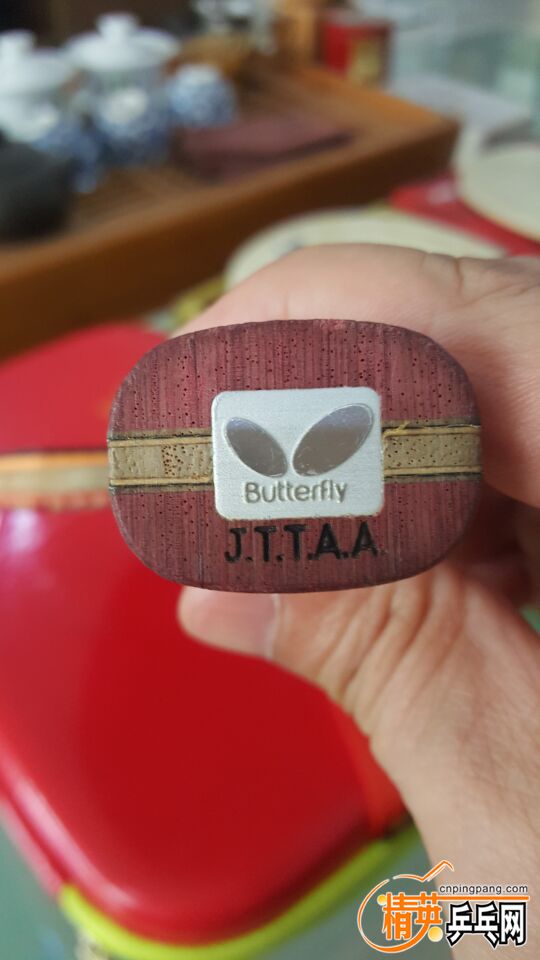 Butterfly
J.T.T.A.A.
cnpingpang.com
精英乒乓网